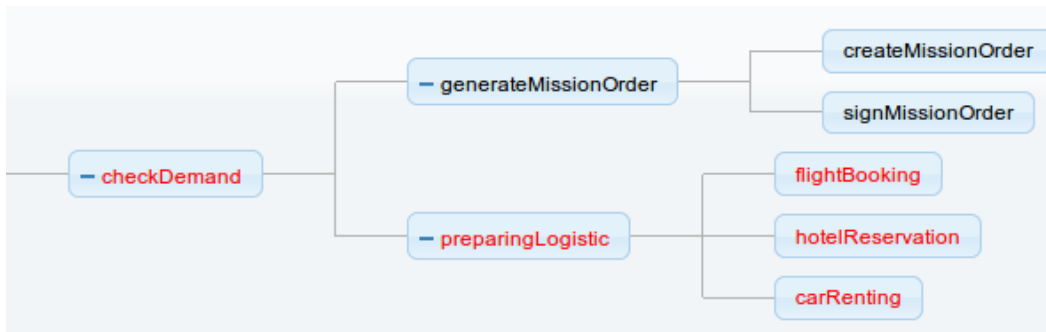 createMissionOrder
generateMissionOrder
signMissionOrder
checkDemand
flightBooking
preparingLogistic
hotelReservation
carRenting